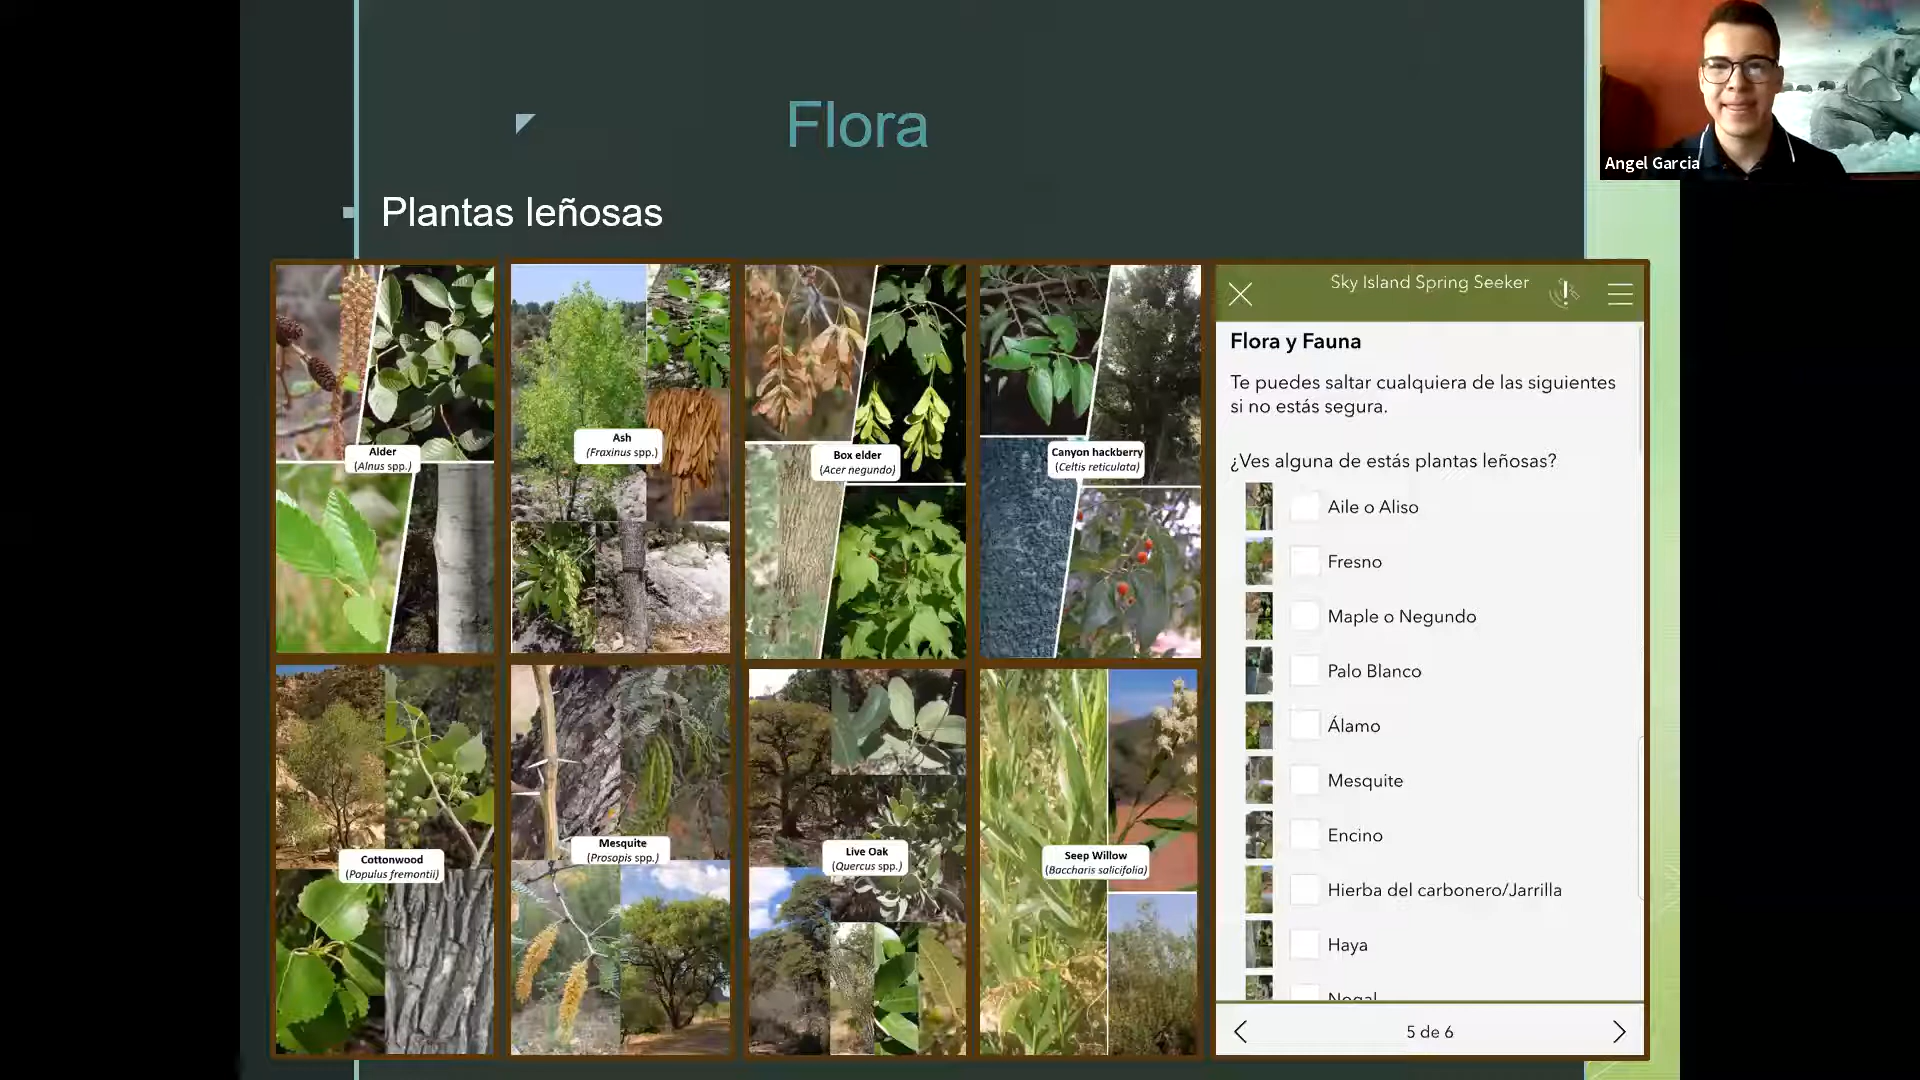 Flora
Angel Garcia
Plantas leñosas
Alder
(Alnus spp.)
Ash
(Fraxinus spp.)
Box elder
(Acer negundo)
Canyon hackberry
(Celtis reticulata)
Cottonwood
(Populus fremontii)
Mesquite
(Prosopis spp.)
Live Oak
(Quercus spp.)
Seep Willow
(Baccharis salicifolia)
Sky Island Spring Seeker
Flora y Fauna
Te puedes saltar cualquiera de las siguientes
si no estás segura.
¿Ves alguna de estás plantas leñosas?
Aile o Aliso
Fresno
Maple o Negundo
Palo Blanco
Álamo
Mesquite
Encino
Hierba del carbonero/Jarrilla
Haya
Nogal
5 de 6